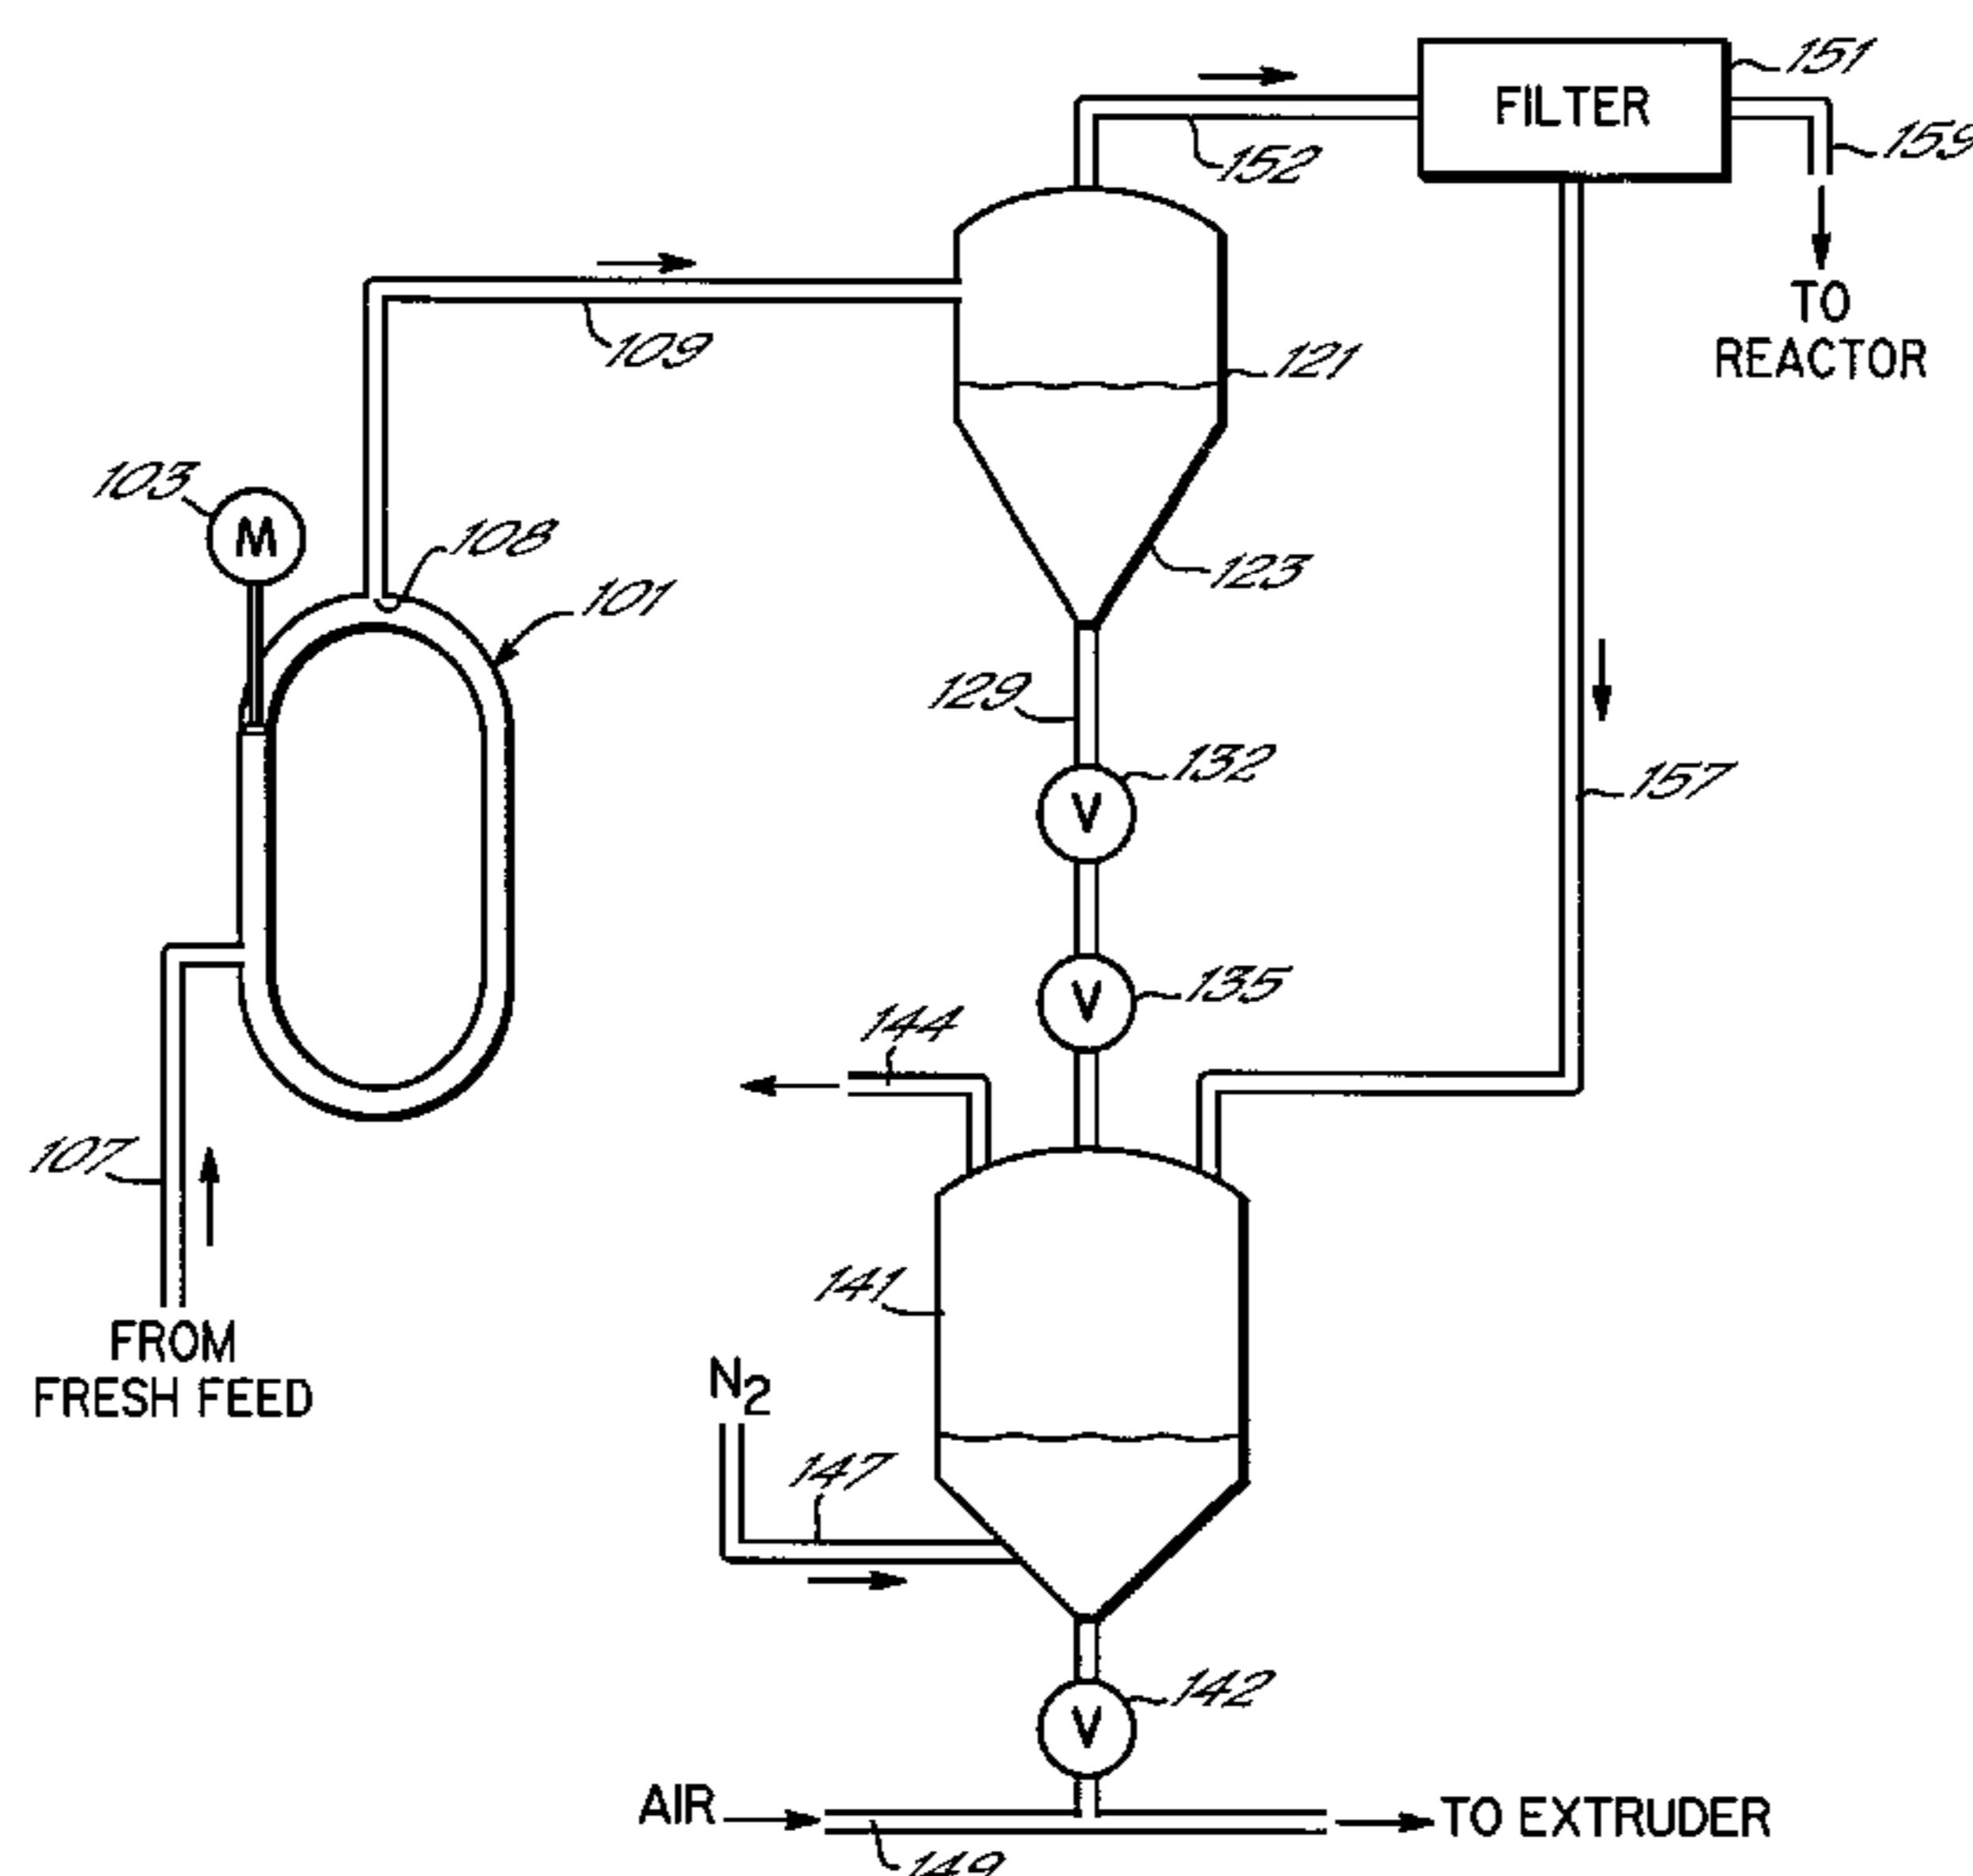 151
FILTER
159
152
TO
REACTOR
109
121
103
M
108
101
123
129
132
V
157
135
V
144
107
141
FROM
FRESH FEED
N2
147
142
V
AIR
TO EXTRUDER
149